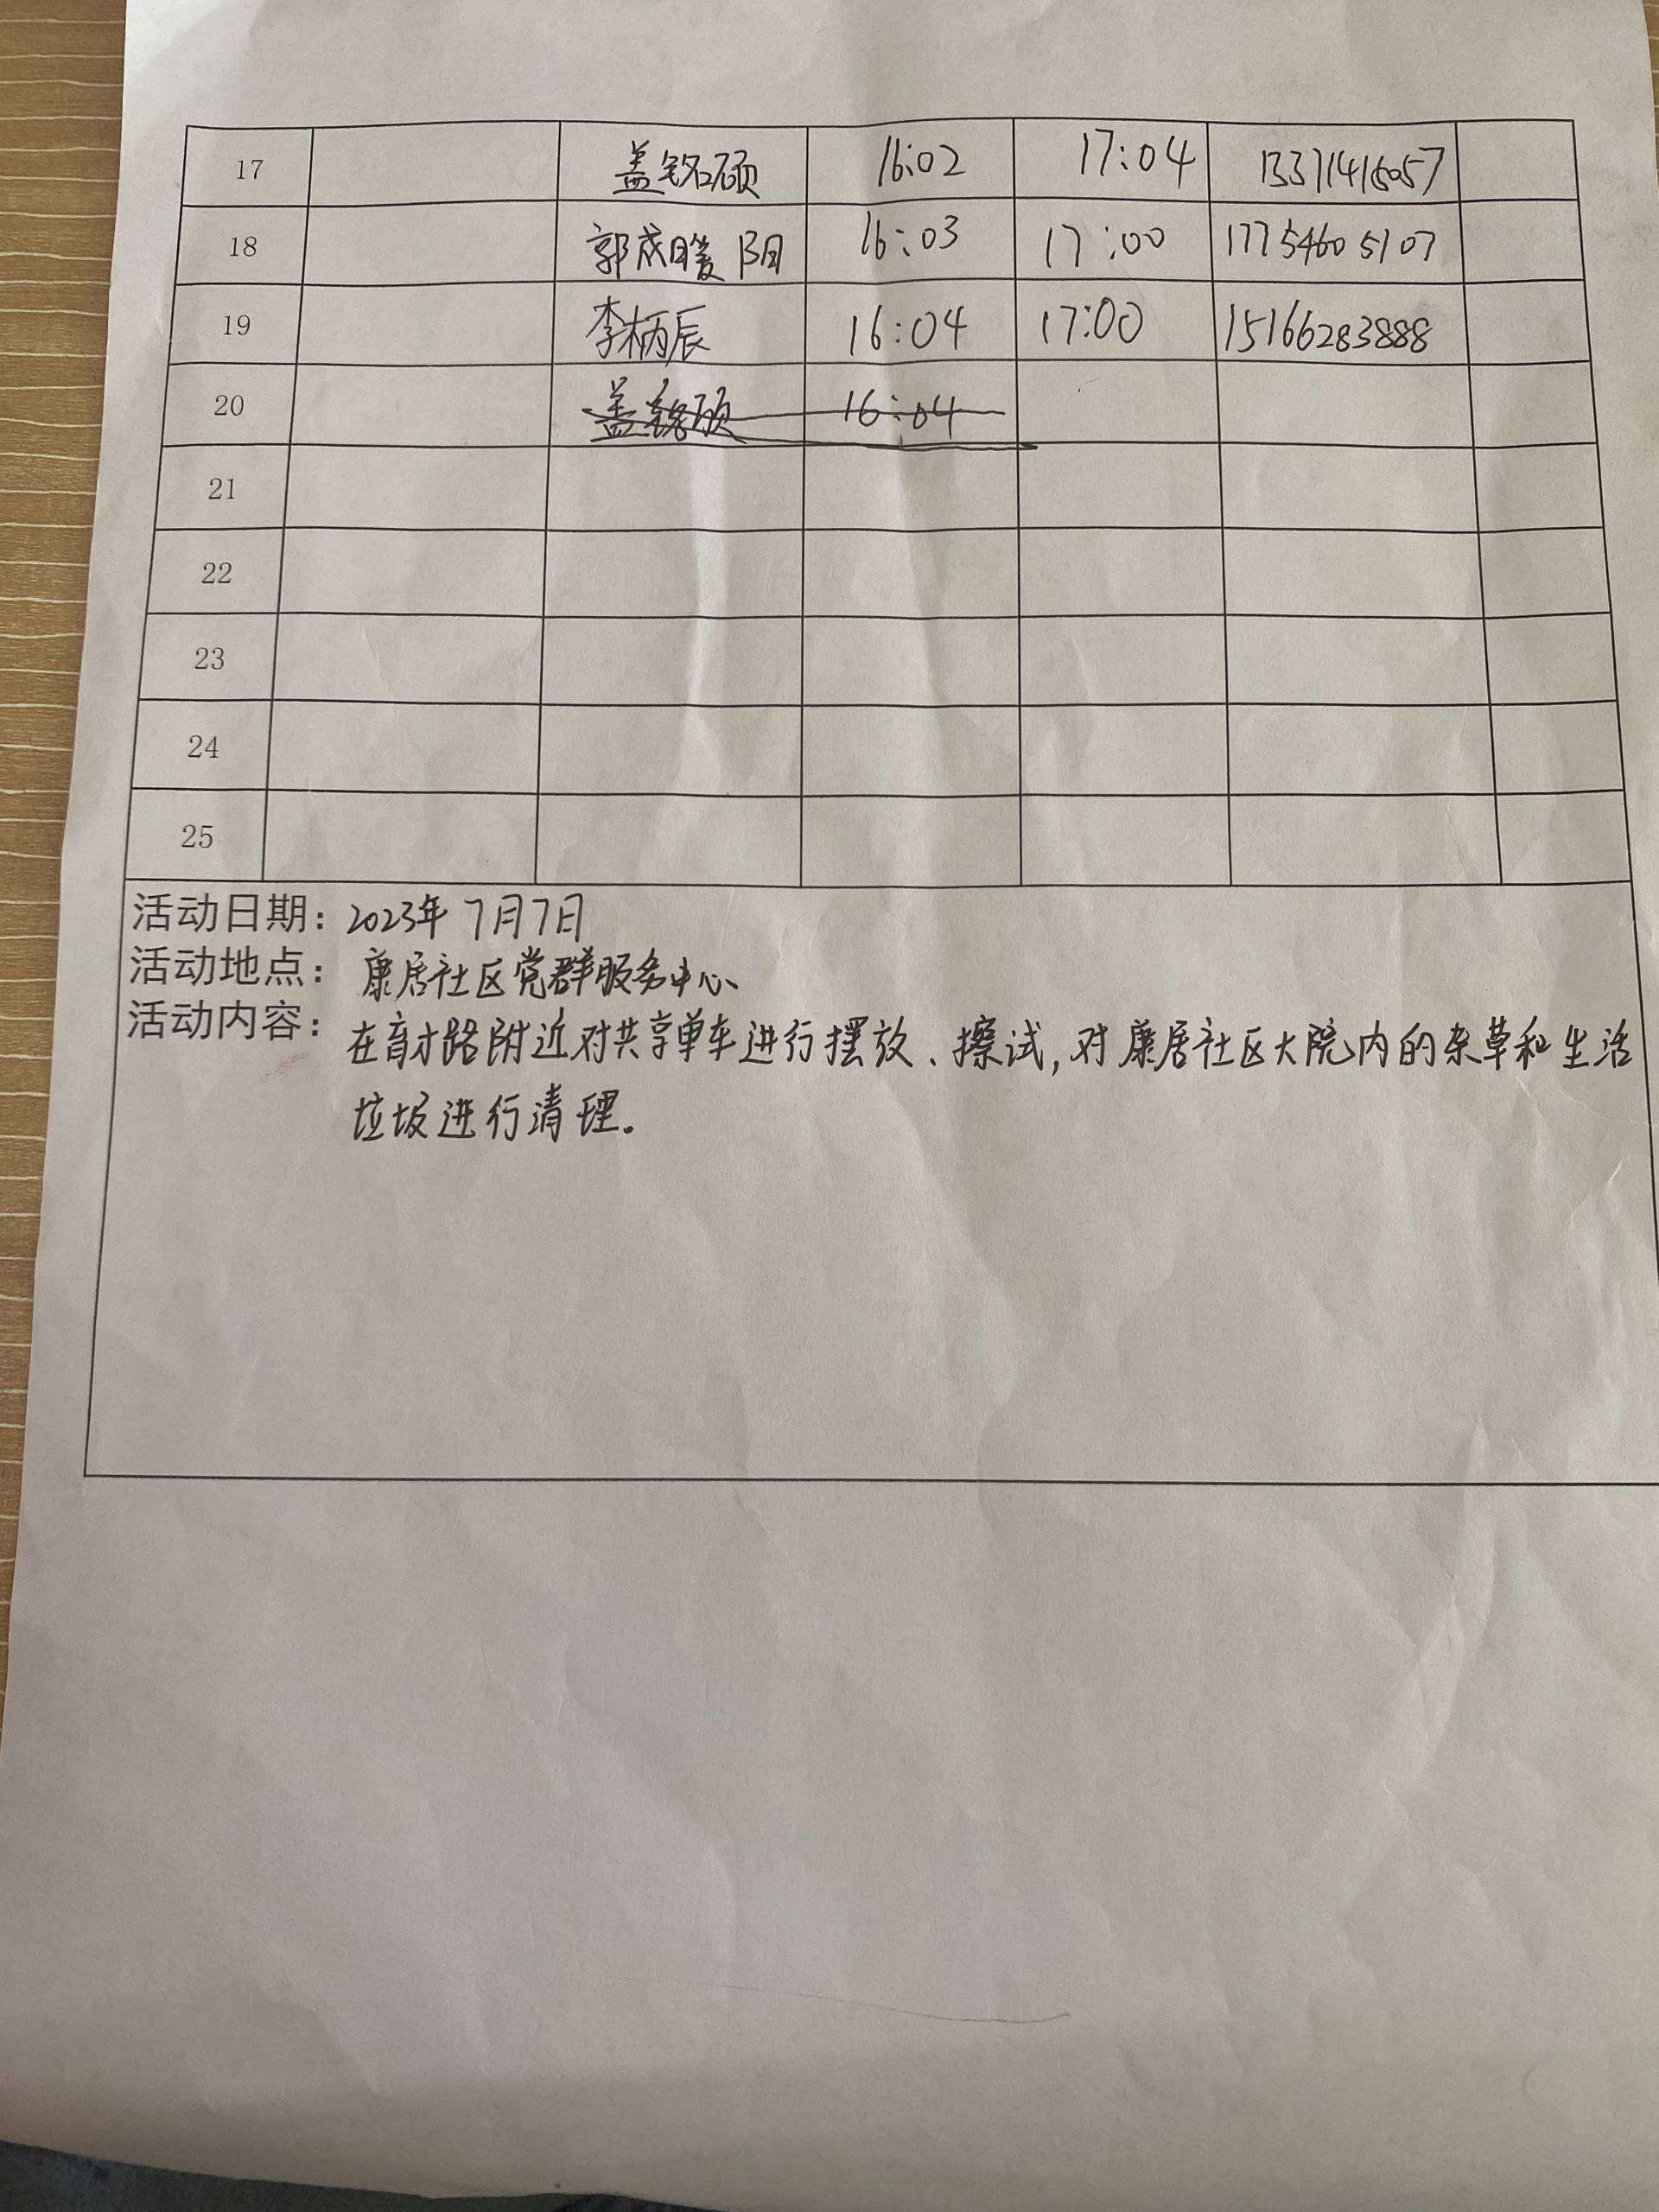 17 盖铭硕 16:02 17:04 13371415057
18 郭成暖阳 16:03 17:00 17754605107
19 李柄辰 16:04 17:00 15166283888
20 盖铭硕 16:04
21
22
23
24
25
活动日期: 2023年7月7日
活动地点: 康居社区党群服务中心
活动内容: 在育才路附近对共享单车进行摆放、擦试,对康居社区大院内的杂草和生活
垃圾进行清理.